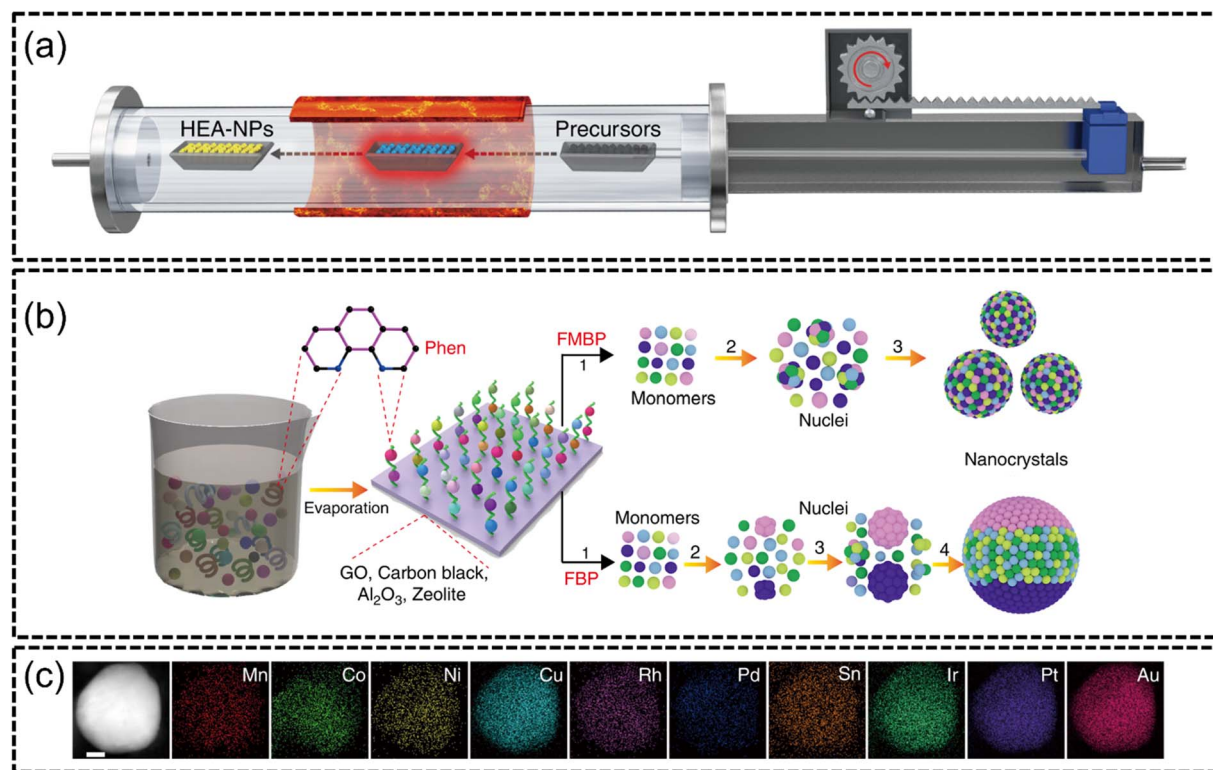 (a)
HEA-NPs
Precursors
(b)
Phen
Evaporation
GO, Carbon black,
Al₂O₃, Zeolite
FMBP
1
Monomers
2
Nuclei
3
Nanocrystals
1
FBP
Monomers
2
Nuclei
3
4
(c)
Mn
Co
Ni
Cu
Rh
Pd
Sn
Ir
Pt
Au